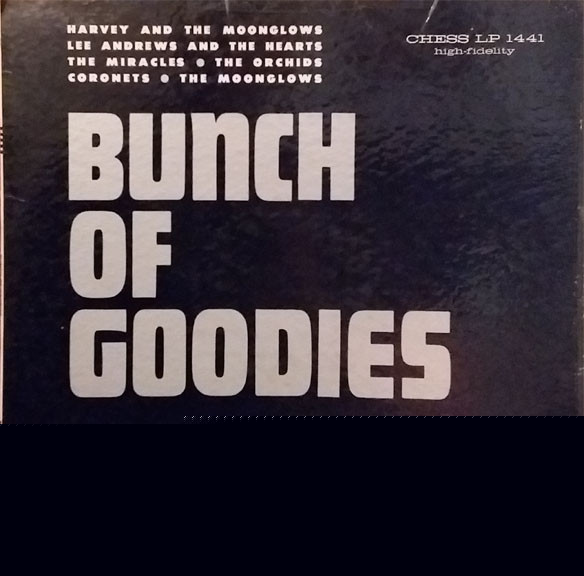 HARVEY AND THE MOONGLOWS
LEE ANDREWS AND THE HEARTS
THE MIRACLES • THE ORCHIDS
CORONETS • THE MOONGLOWS
CHESS LP 1441
high-fidelity
BUNCH
OF
GOODIES